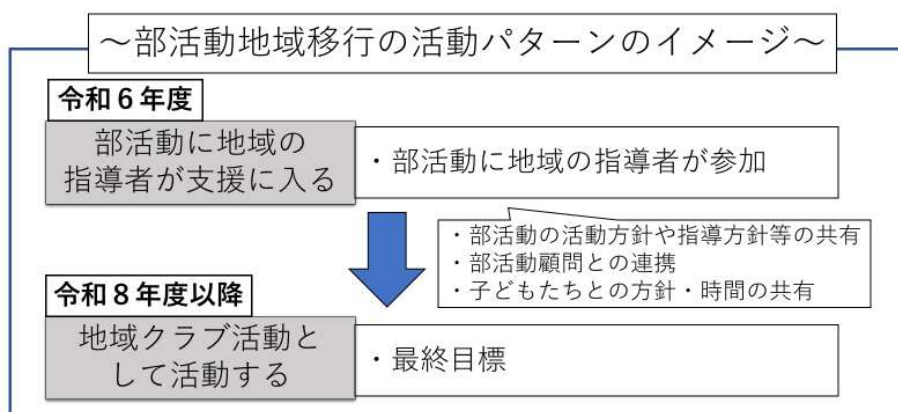 ～部活動地域移行の活動パターンのイメージ～
令和６年度
部活動に地域の
指導者が支援に入る
・部活動に地域の指導者が参加
・部活動の活動方針や指導方針等の共有
・部活動顧問との連携
・子どもたちとの方針・時間の共有
令和８年度以降
地域クラブ活動と
して活動する
・最終目標